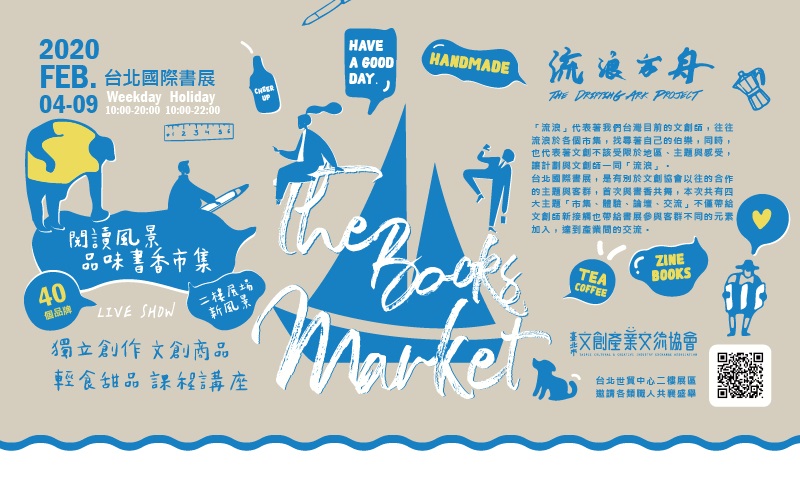 2020
FEB.
04-09
台北國際書展
Weekday Holiday
10:00-20:00 10:00-22:00
CHEER
UP
HAVE
A GOOD
DAY.
HANDMADE
流浪方舟
THE DRIFTING ARK PROJECT
「流浪」代表著我們台灣目前的文創師，往往
流浪於各個市集，找尋著自己的伯樂，同時，
也代表著文創不該受限於地區、主題與感受，
讓計劃與文創師一同「流浪」。
台北國際書展，是有別於文創協會以往的合作
的主題與客群，首次與書香共舞，本次共有四
大主題「市集、體驗、論壇、交流」不僅帶給
文創師新接觸也帶給書展參與客群不同的元素
加入，達到產業間的交流。
閱讀風景
品味書香市集
40
個品牌
LIVE SHOW
二樓展場
新風景
獨立創作 文創商品
輕食甜品 課程講座
The Books
Market
TEA
COFFEE
ZINE
BOOKS
文創產業交流協會
台北世貿中心二樓展區
邀請各類職人共襄盛舉